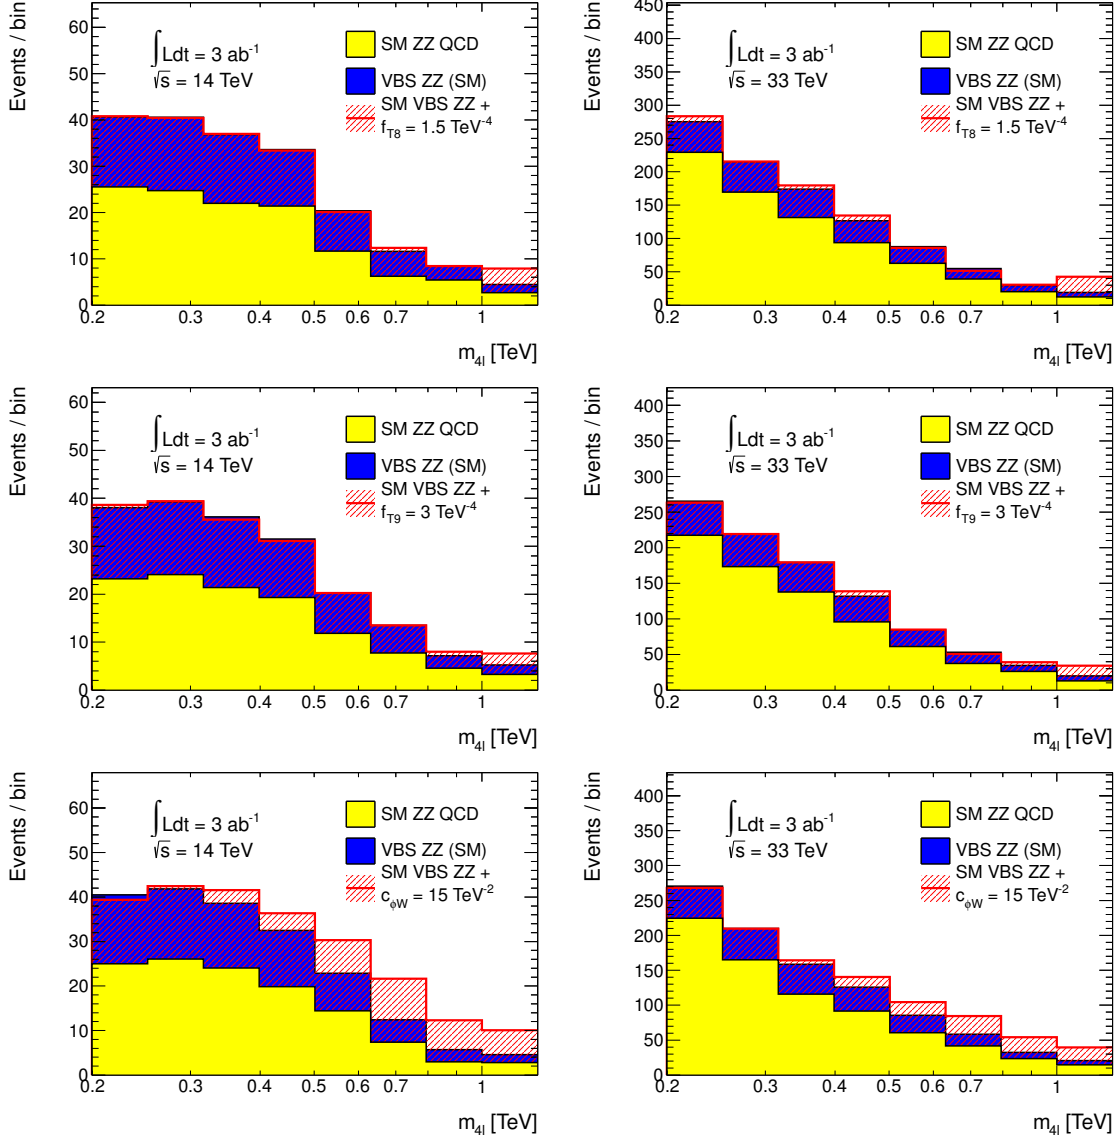 Events / bin
60
50
40
30
20
10
0
∫ Ldt = 3 ab⁻¹
√s = 14 TeV
SM ZZ QCD
VBS ZZ (SM)
SM VBS ZZ +
f_T8 = 1.5 TeV⁻⁴
0.2 0.3 0.4 0.5 0.6 0.7 1
m_4l [TeV]
Events / bin
450
400
350
300
250
200
150
100
50
0
∫ Ldt = 3 ab⁻¹
√s = 33 TeV
SM ZZ QCD
VBS ZZ (SM)
SM VBS ZZ +
f_T8 = 1.5 TeV⁻⁴
0.2 0.3 0.4 0.5 0.6 0.7 1
m_4l [TeV]
Events / bin
60
50
40
30
20
10
0
∫ Ldt = 3 ab⁻¹
√s = 14 TeV
SM ZZ QCD
VBS ZZ (SM)
SM VBS ZZ +
f_T9 = 3 TeV⁻⁴
0.2 0.3 0.4 0.5 0.6 0.7 1
m_4l [TeV]
Events / bin
400
350
300
250
200
150
100
50
0
∫ Ldt = 3 ab⁻¹
√s = 33 TeV
SM ZZ QCD
VBS ZZ (SM)
SM VBS ZZ +
f_T9 = 3 TeV⁻⁴
0.2 0.3 0.4 0.5 0.6 0.7 1
m_4l [TeV]
Events / bin
60
50
40
30
20
10
0
∫ Ldt = 3 ab⁻¹
√s = 14 TeV
SM ZZ QCD
VBS ZZ (SM)
SM VBS ZZ +
c_ϕW = 15 TeV⁻²
0.2 0.3 0.4 0.5 0.6 0.7 1
m_4l [TeV]
Events / bin
400
350
300
250
200
150
100
50
0
∫ Ldt = 3 ab⁻¹
√s = 33 TeV
SM ZZ QCD
VBS ZZ (SM)
SM VBS ZZ +
c_ϕW = 15 TeV⁻²
0.2 0.3 0.4 0.5 0.6 0.7 1
m_4l [TeV]